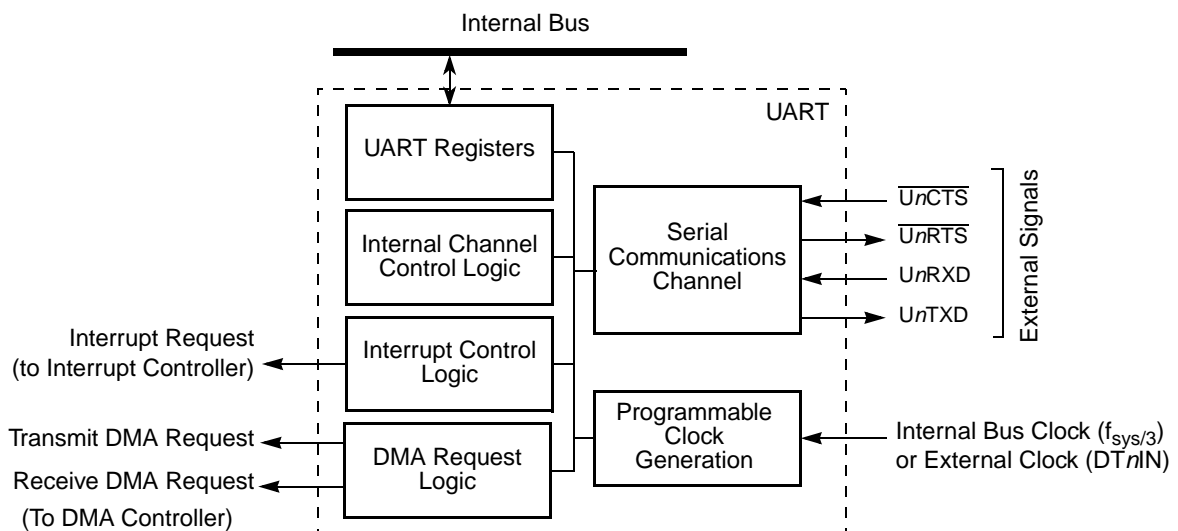 Internal Bus
UART
UART Registers
Internal Channel
Control Logic
Interrupt Control
Logic
DMA Request
Logic
Serial
Communications
Channel
Programmable
Clock
Generation
UnCTS
UnRTS
UnRXD
UnTXD
External Signals
Interrupt Request
(to Interrupt Controller)
Transmit DMA Request
Receive DMA Request
(To DMA Controller)
Internal Bus Clock (fsys/3)
or External Clock (DTnIN)